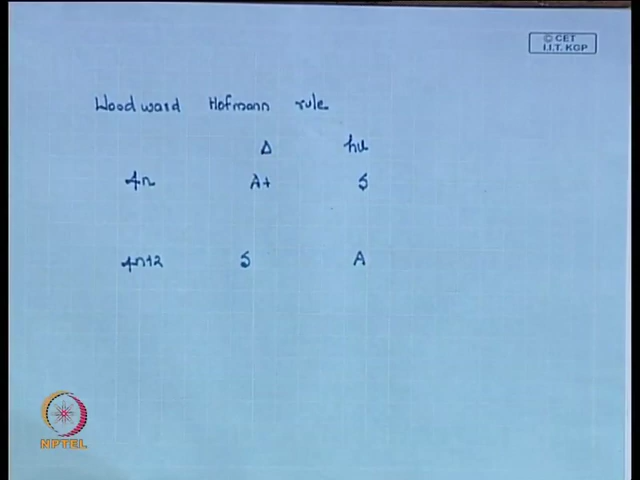 © CET
I.I.T. KGP
Woodward Hofmann rule
Δ hν
4n A+ S
4n+2 S A
NPTEL